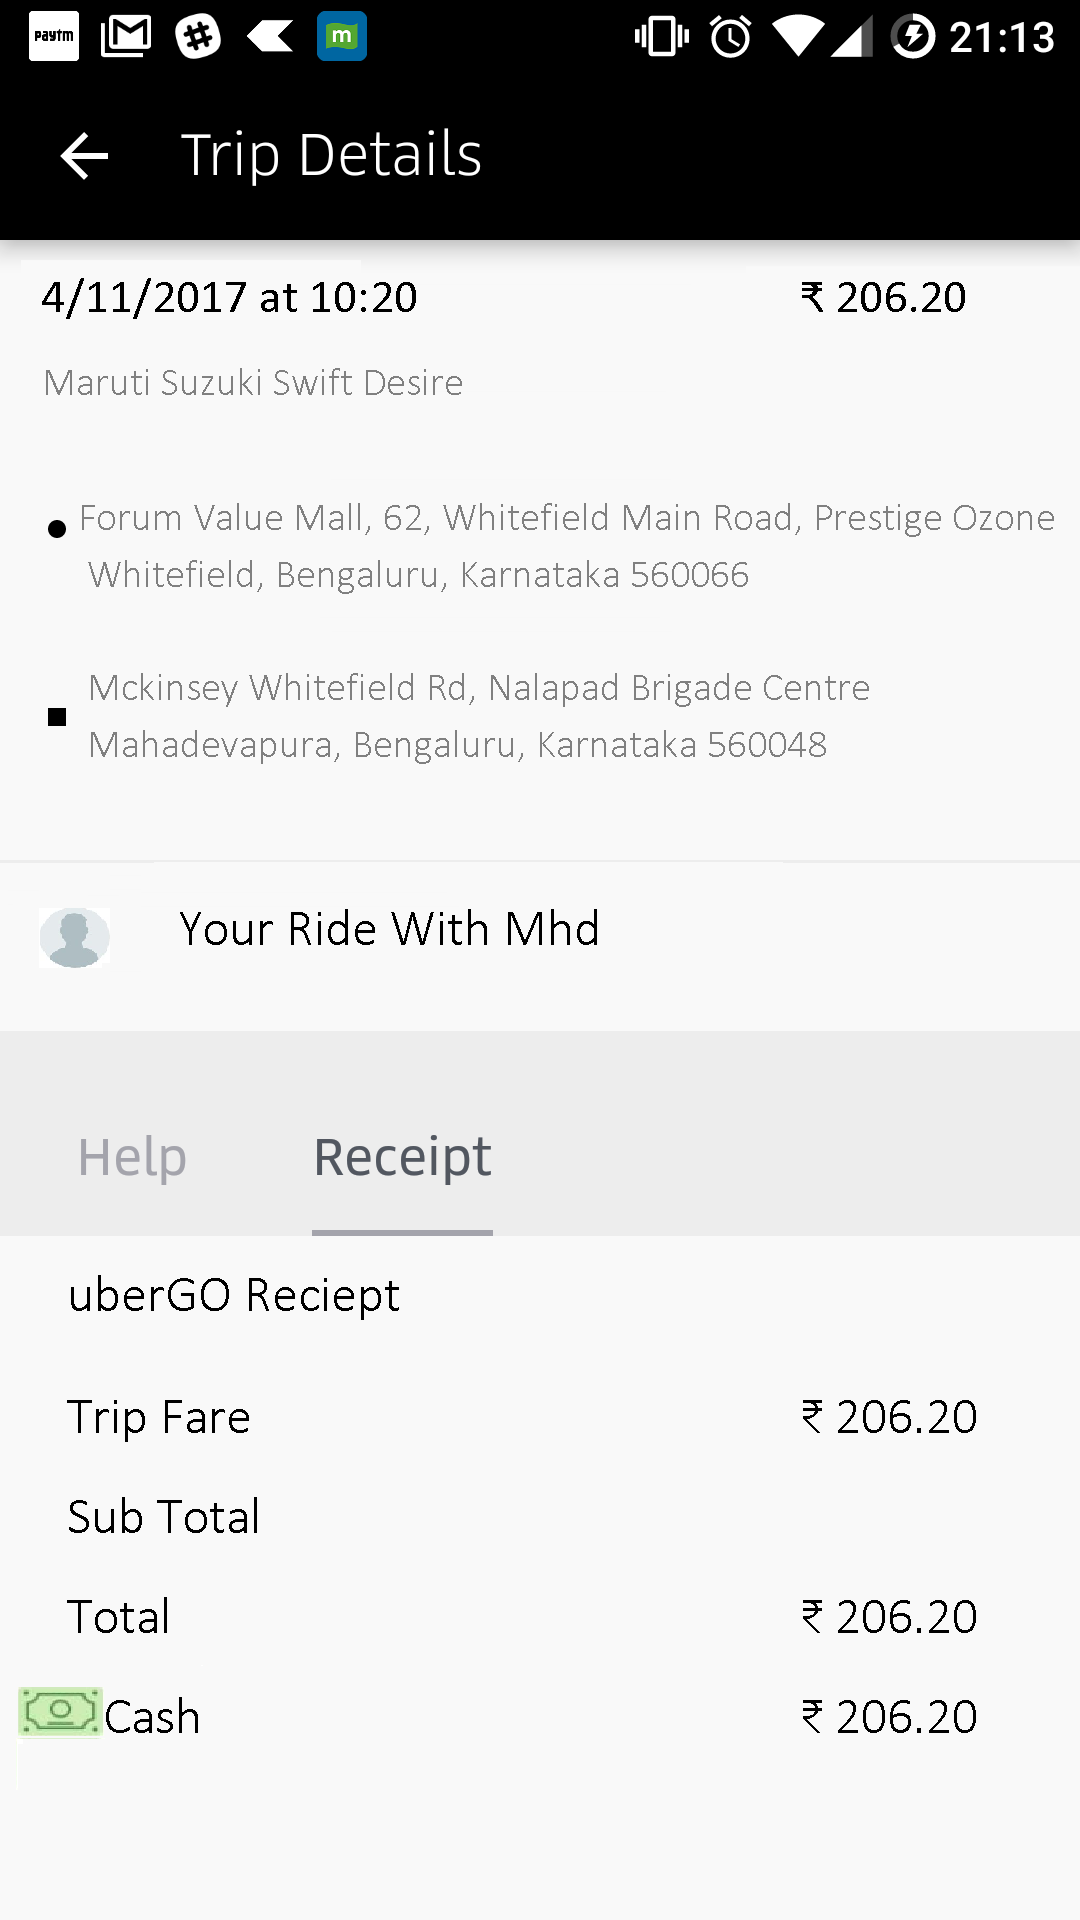 paytm
m
21:13
Trip Details
4/11/2017 at 10:20 ₹ 206.20
Maruti Suzuki Swift Desire
Forum Value Mall, 62, Whitefield Main Road, Prestige Ozone
Whitefield, Bengaluru, Karnataka 560066
Mckinsey Whitefield Rd, Nalapad Brigade Centre
Mahadevapura, Bengaluru, Karnataka 560048
Your Ride With Mhd
Help Receipt
uberGO Reciept
Trip Fare ₹ 206.20
Sub Total
Total ₹ 206.20
Cash ₹ 206.20